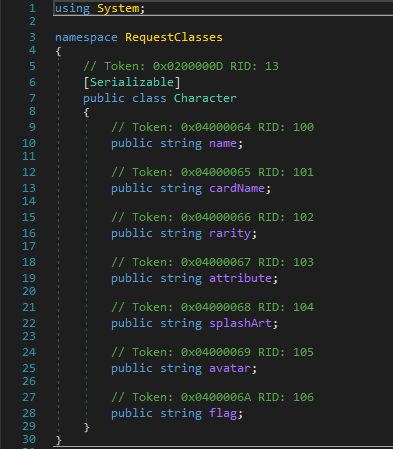 1 using System;
2
3 namespace RequestClasses
4 {
5 // Token: 0x0200000D RID: 13
6 [Serializable]
7 public class Character
8 {
9 // Token: 0x04000064 RID: 100
10 public string name;
11
12 // Token: 0x04000065 RID: 101
13 public string cardName;
14
15 // Token: 0x04000066 RID: 102
16 public string rarity;
17
18 // Token: 0x04000067 RID: 103
19 public string attribute;
20
21 // Token: 0x04000068 RID: 104
22 public string splashArt;
23
24 // Token: 0x04000069 RID: 105
25 public string avatar;
26
27 // Token: 0x0400006A RID: 106
28 public string flag;
29 }
30 }